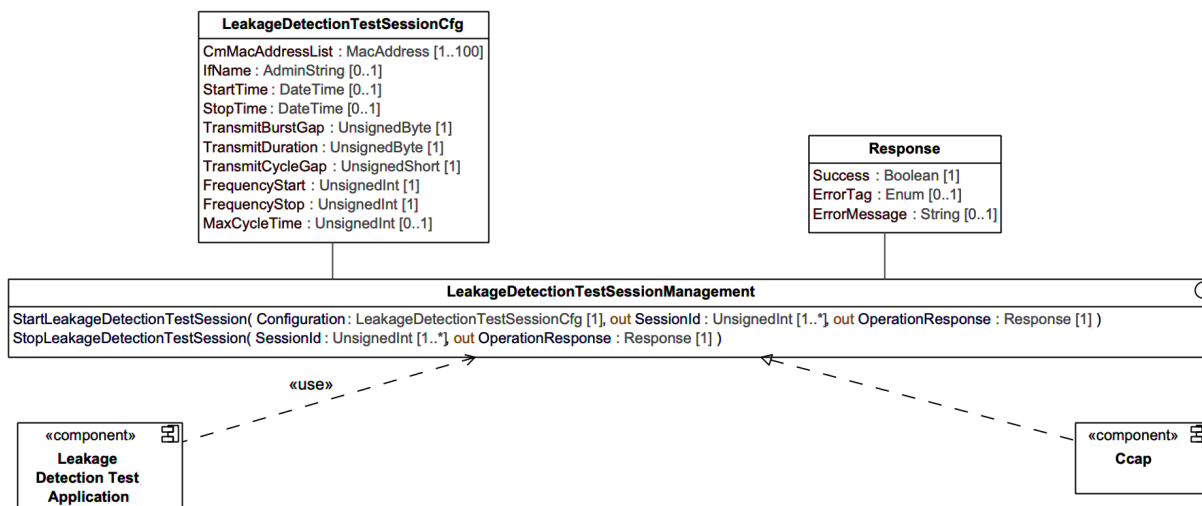 LeakageDetectionTestSessionCfg
CmMacAddressList : MacAddress [1..100]
IfName : AdminString [0..1]
StartTime : DateTime [0..1]
StopTime : DateTime [0..1]
TransmitBurstGap : UnsignedByte [1]
TransmitDuration : UnsignedByte [1]
TransmitCycleGap : UnsignedShort [1]
FrequencyStart : UnsignedInt [1]
FrequencyStop : UnsignedInt [1]
MaxCycleTime : UnsignedInt [0..1]
Response
Success : Boolean [1]
ErrorTag : Enum [0..1]
ErrorMessage : String [0..1]
LeakageDetectionTestSessionManagement
StartLeakageDetectionTestSession( Configuration : LeakageDetectionTestSessionCfg [1], out SessionId : UnsignedInt [1..*], out OperationResponse : Response [1] )
StopLeakageDetectionTestSession( SessionId : UnsignedInt [1..*], out OperationResponse : Response [1] )
«use»
«component»
Leakage
Detection Test
Application
«component»
Ccap